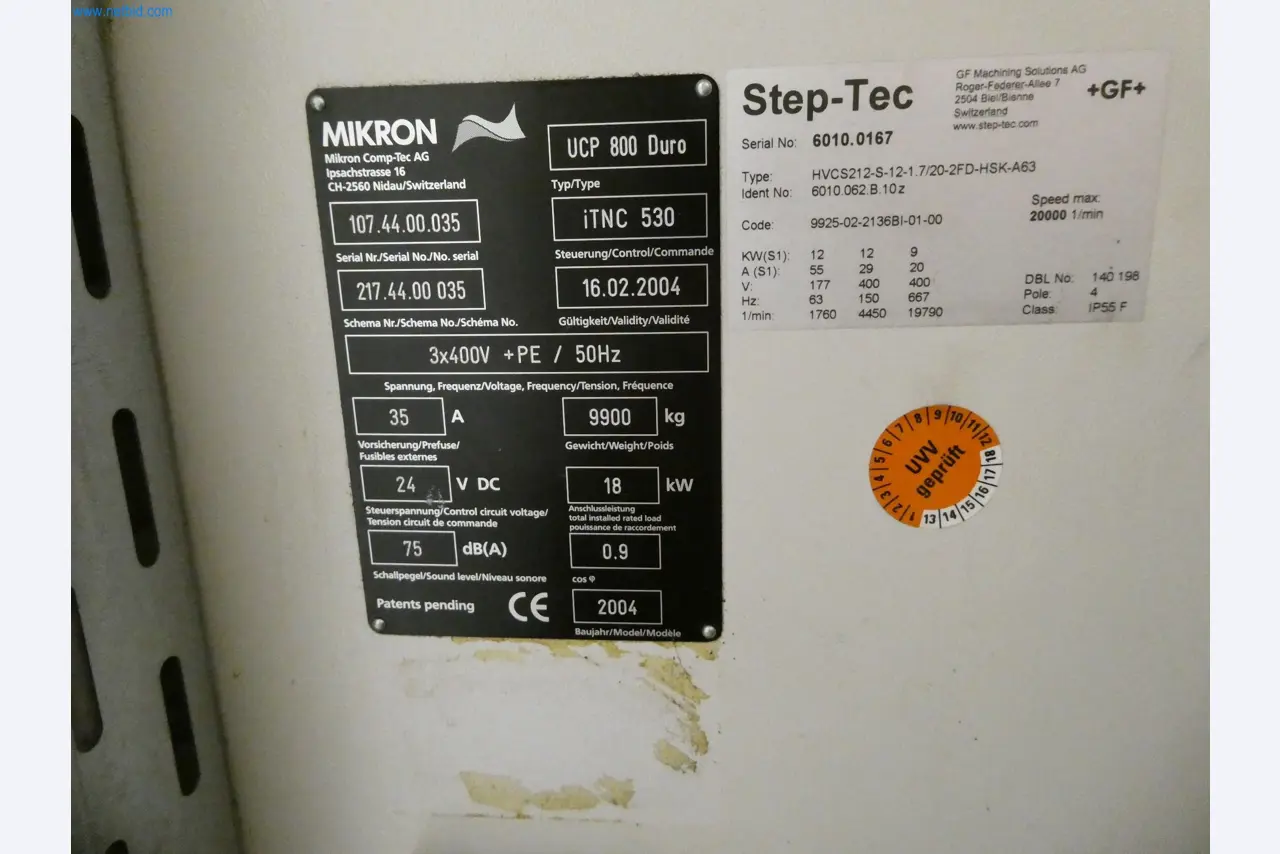 www.netbid.com
MIKRON
Mikron Comp-Tec AG
Ipsachstrasse 16
CH-2560 Nidau/Switzerland
UCP 800 Duro
Typ/Type
107.44.00.035
Serial Nr./Serial No./No. serial
iTNC 530
Steuerung/Control/Commande
217.44.00 035
Schema Nr./Schema No./Schéma No.
16.02.2004
Gültigkeit/Validity/Validité
3x400V +PE / 50Hz
Spannung, Frequenz/Voltage, Frequency/Tension, Fréquence
35 A
Vorsicherung/Prefuse/
Fusibles externes
9900 kg
Gewicht/Weight/Poids
24 V DC
Steuerspannung/Control circuit voltage/
Tension circuit de commande
18 kW
Anschlussleistung
total installed rated load
pouissance de raccordement
75 dB(A)
Schallpegel/Sound level/Niveau sonore
0.9
cos φ
Patents pending
CE
2004
Baujahr/Model/Modèle
Step-Tec
GF Machining Solutions AG
Roger-Federer-Allee 7
2504 Biel/Bienne
Switzerland
www.step-tec.com
+GF+
Serial No: 6010.0167
Type: HVCS212-S-12-1.7/20-2FD-HSK-A63
Ident No: 6010.062.B.10z
Speed max:
20000 1/min
Code: 9925-02-2136BI-01-00
KW(S1): 12 12 9
A (S1): 55 29 20
V: 177 400 400
Hz: 63 150 667
1/min: 1760 4450 19790
DBL No: 140 198
Pole: 4
Class: IP55 F
1 2 3 4 5 6 7 8 9 10 11 12
UVV
geprüft
13 14 15 16 17 18